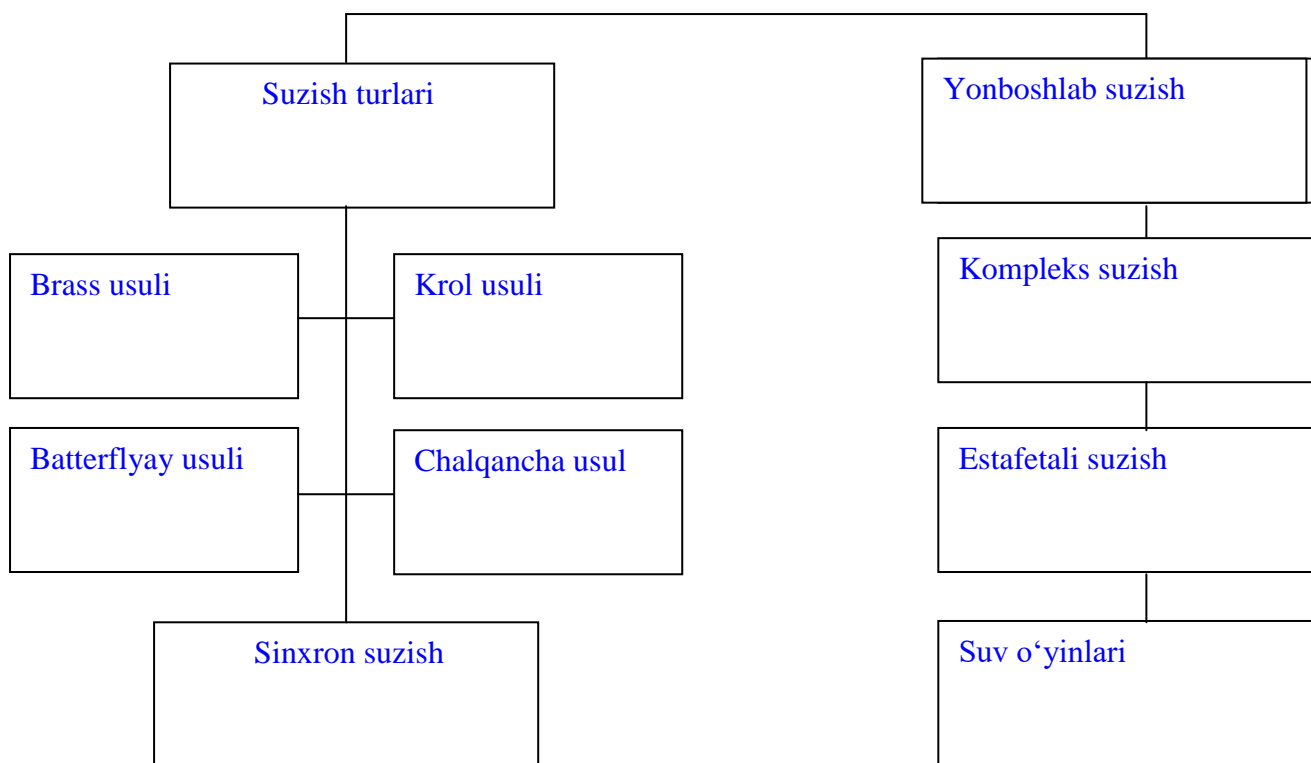 Suzish turlari
Yonboshlab suzish
Brass usuli
Krol usuli
Kompleks suzish
Batterflyay usuli
Chalqancha usul
Estafetali suzish
Sinxron suzish
Suv o‘yinlari